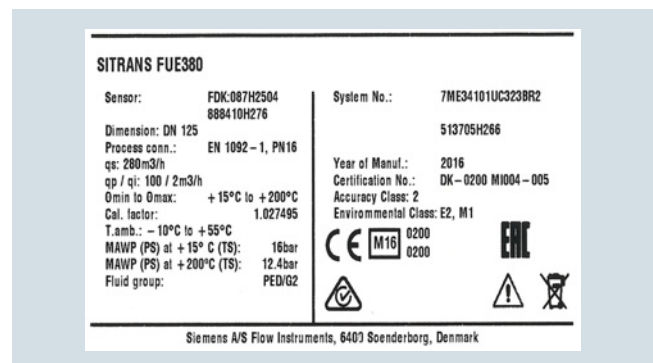 SITRANS FUE380
Sensor: FDK:087H2504
888410H276
Dimension: DN 125
Process conn.: EN 1092-1, PN16
qs: 280m3/h
qp / qi: 100 / 2m3/h
Omin to Omax: +15°C to +200°C
Cal. factor: 1.027495
T.amb.: -10°C to +55°C
MAWP (PS) at +15° C (TS): 16bar
MAWP (PS) at +200°C (TS): 12.4bar
Fluid group: PED/G2
System No.: 7ME34101UC323BR2
513705H266
Year of Manuf.: 2016
Certification No.: DK-0200 MI004-005
Accuracy Class: 2
Environmental Class: E2, M1
CE M16 0200
0200
EAC
Siemens A/S Flow Instruments, 6400 Soenderborg, Denmark